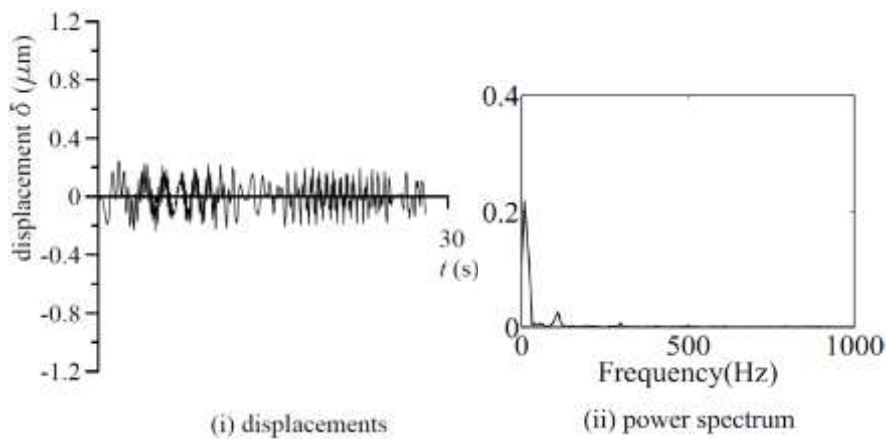 displacement δ (μm)
1.2
0.8
0.4
0
-0.4
-0.8
-1.2
30
t (s)
(i) displacements
0.4
0.2
0
0
500
1000
Frequency(Hz)
(ii) power spectrum